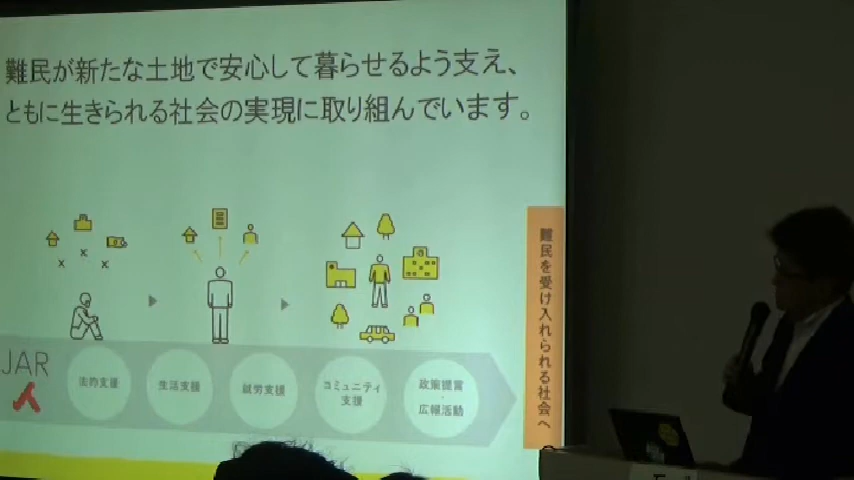 難民が新たな土地で安心して暮らせるよう支え、
ともに生きられる社会の実現に取り組んでいます。
難民を受け入れられる社会へ
JAR
法的支援
生活支援
就労支援
コミュニティ
支援
政策提言
・
広報活動